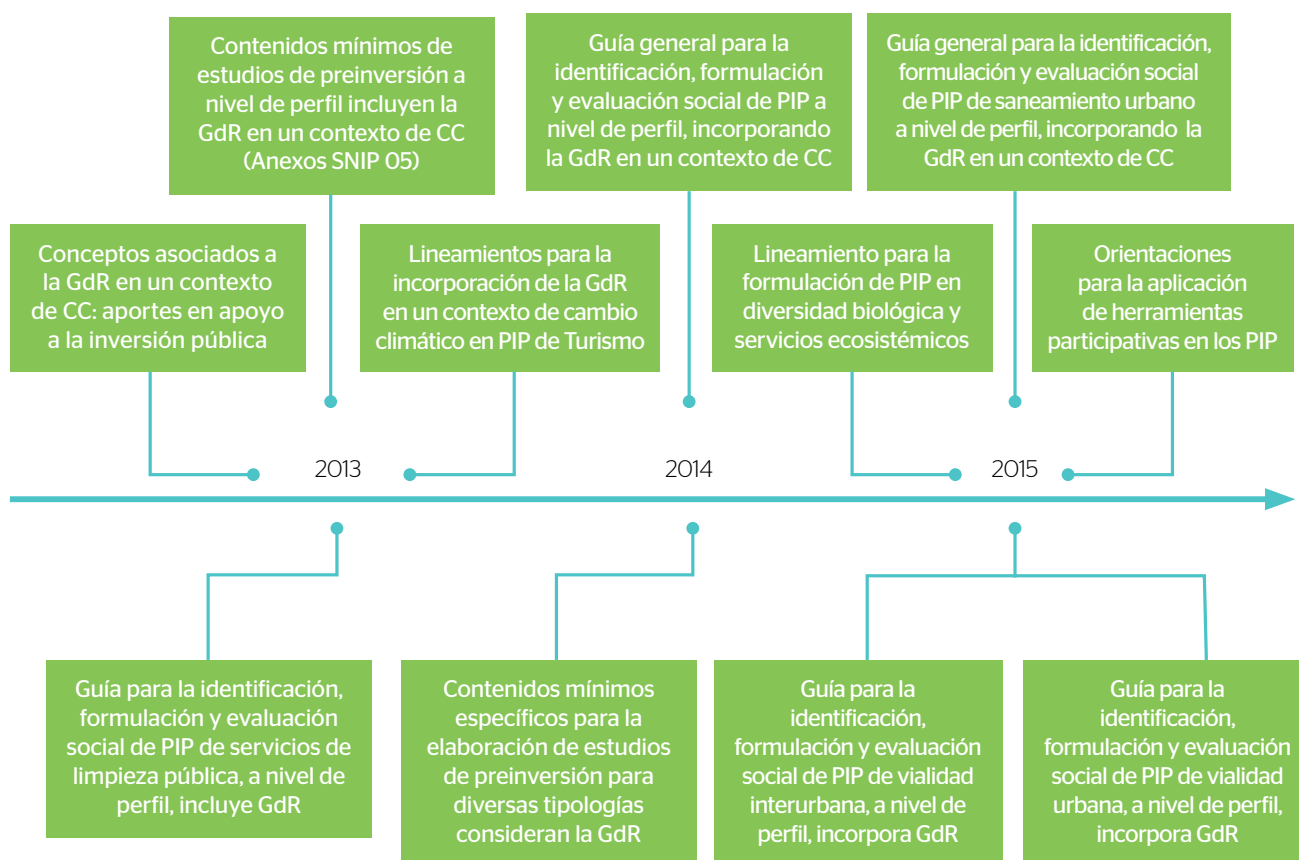 Contenidos mínimos de
estudios de preinversión a
nivel de perfil incluyen la
GdR en un contexto de CC
(Anexos SNIP 05)
Guía general para la
identificación, formulación
y evaluación social de PIP a
nivel de perfil, incorporando
la GdR en un contexto de CC
Guía general para la identificación,
formulación y evaluación social
de PIP de saneamiento urbano
a nivel de perfil, incorporando la
GdR en un contexto de CC
Conceptos asociados a
la GdR en un contexto
de CC: aportes en apoyo
a la inversión pública
Lineamientos para la
incorporación de la GdR
en un contexto de cambio
climático en PIP de Turismo
Lineamiento para la
formulación de PIP en
diversidad biológica y
servicios ecosistémicos
Orientaciones
para la aplicación
de herramientas
participativas en los PIP
2013
2014
2015
Guía para la identificación,
formulación y evaluación
social de PIP de servicios de
limpieza pública, a nivel de
perfil, incluye GdR
Contenidos mínimos
específicos para la
elaboración de estudios
de preinversión para
diversas tipologías
consideran la GdR
Guía para la
identificación,
formulación y evaluación
social de PIP de vialidad
interurbana, a nivel de
perfil, incorpora GdR
Guía para la
identificación,
formulación y evaluación
social de PIP de vialidad
urbana, a nivel de perfil,
incorpora GdR